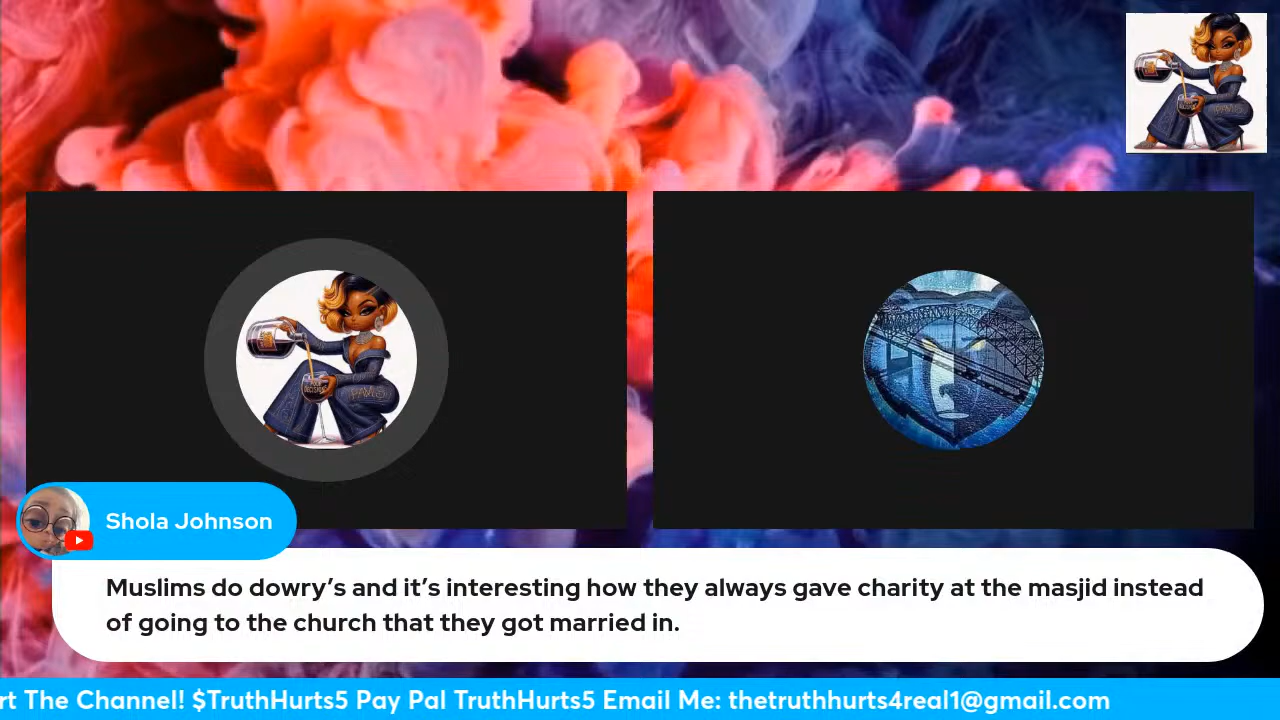 Shola Johnson
Muslims do dowry’s and it’s interesting how they always gave charity at the masjid instead
of going to the church that they got married in.
rt The Channel! $TruthHurts5 Pay Pal TruthHurts5 Email Me: thetruthhurts4real1@gmail.com